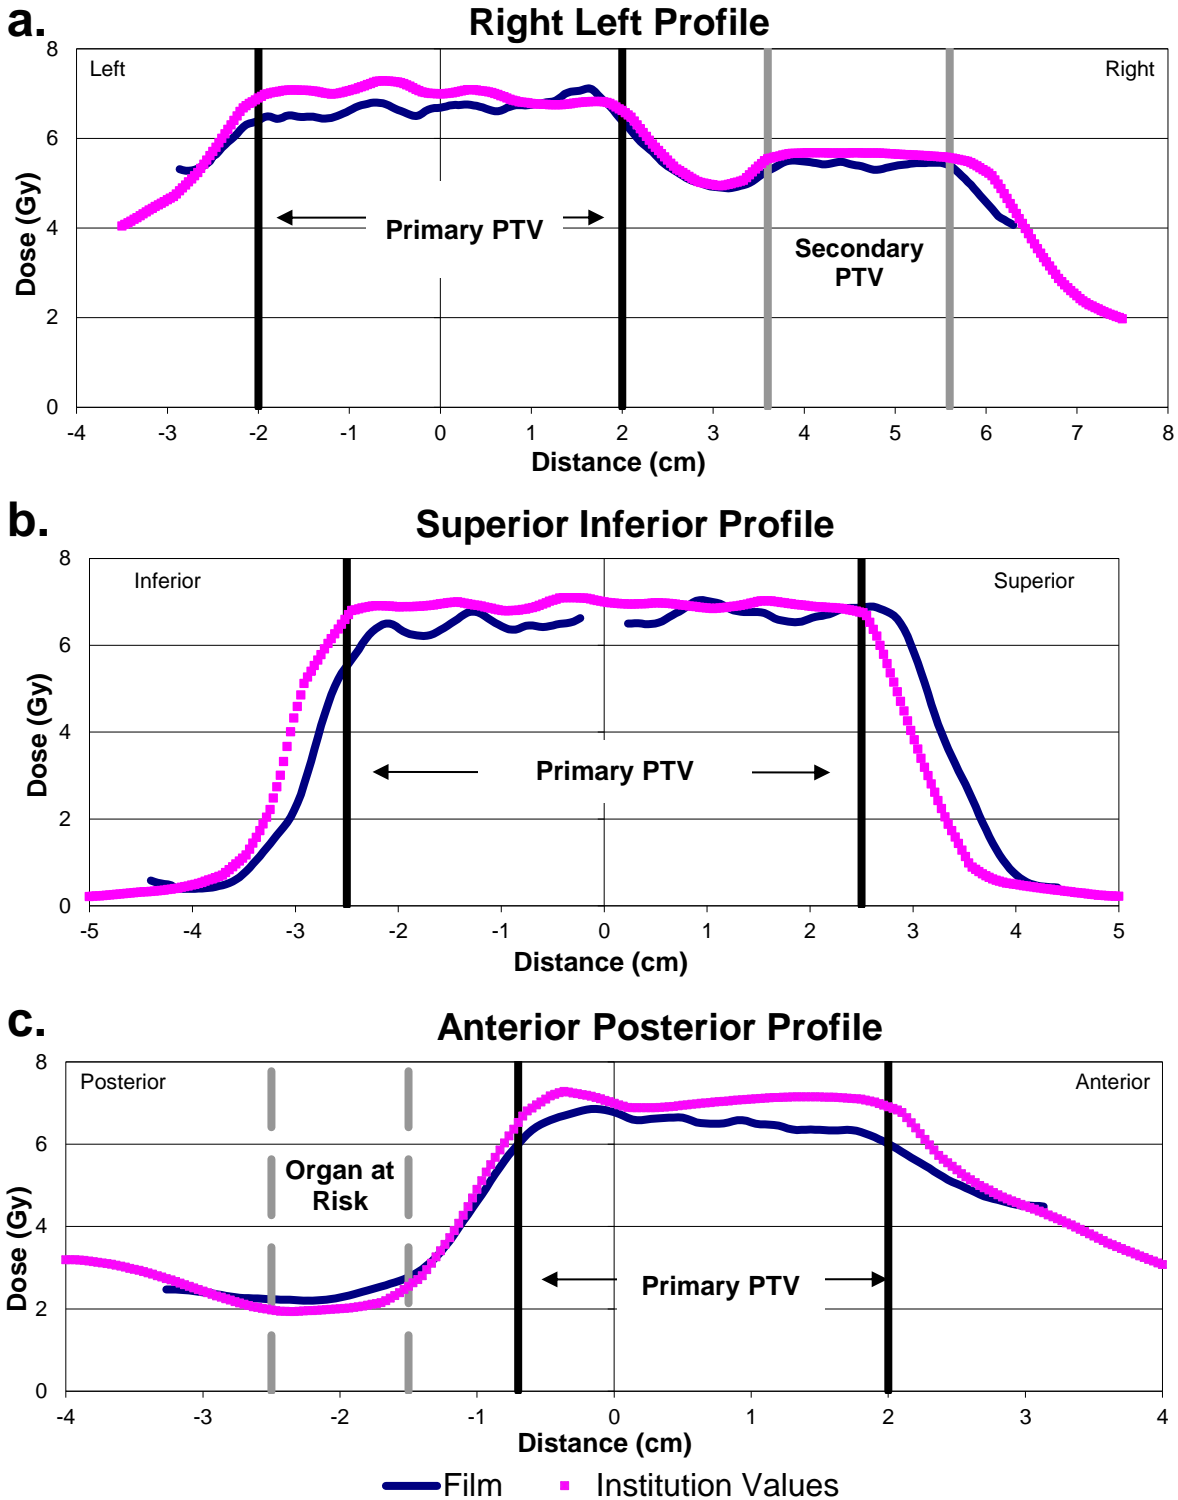 a.
Right Left Profile
8
Left
Right
6
4
2
0
Dose (Gy)
Primary PTV
Secondary
PTV
-4 -3 -2 -1 0 1 2 3 4 5 6 7 8
Distance (cm)
b.
Superior Inferior Profile
8
Inferior
Superior
6
4
2
0
Dose (Gy)
Primary PTV
-5 -4 -3 -2 -1 0 1 2 3 4 5
Distance (cm)
c.
Anterior Posterior Profile
8
Posterior
Anterior
6
4
2
0
Dose (Gy)
Organ at
Risk
Primary PTV
-4 -3 -2 -1 0 1 2 3 4
Distance (cm)
Film Institution Values